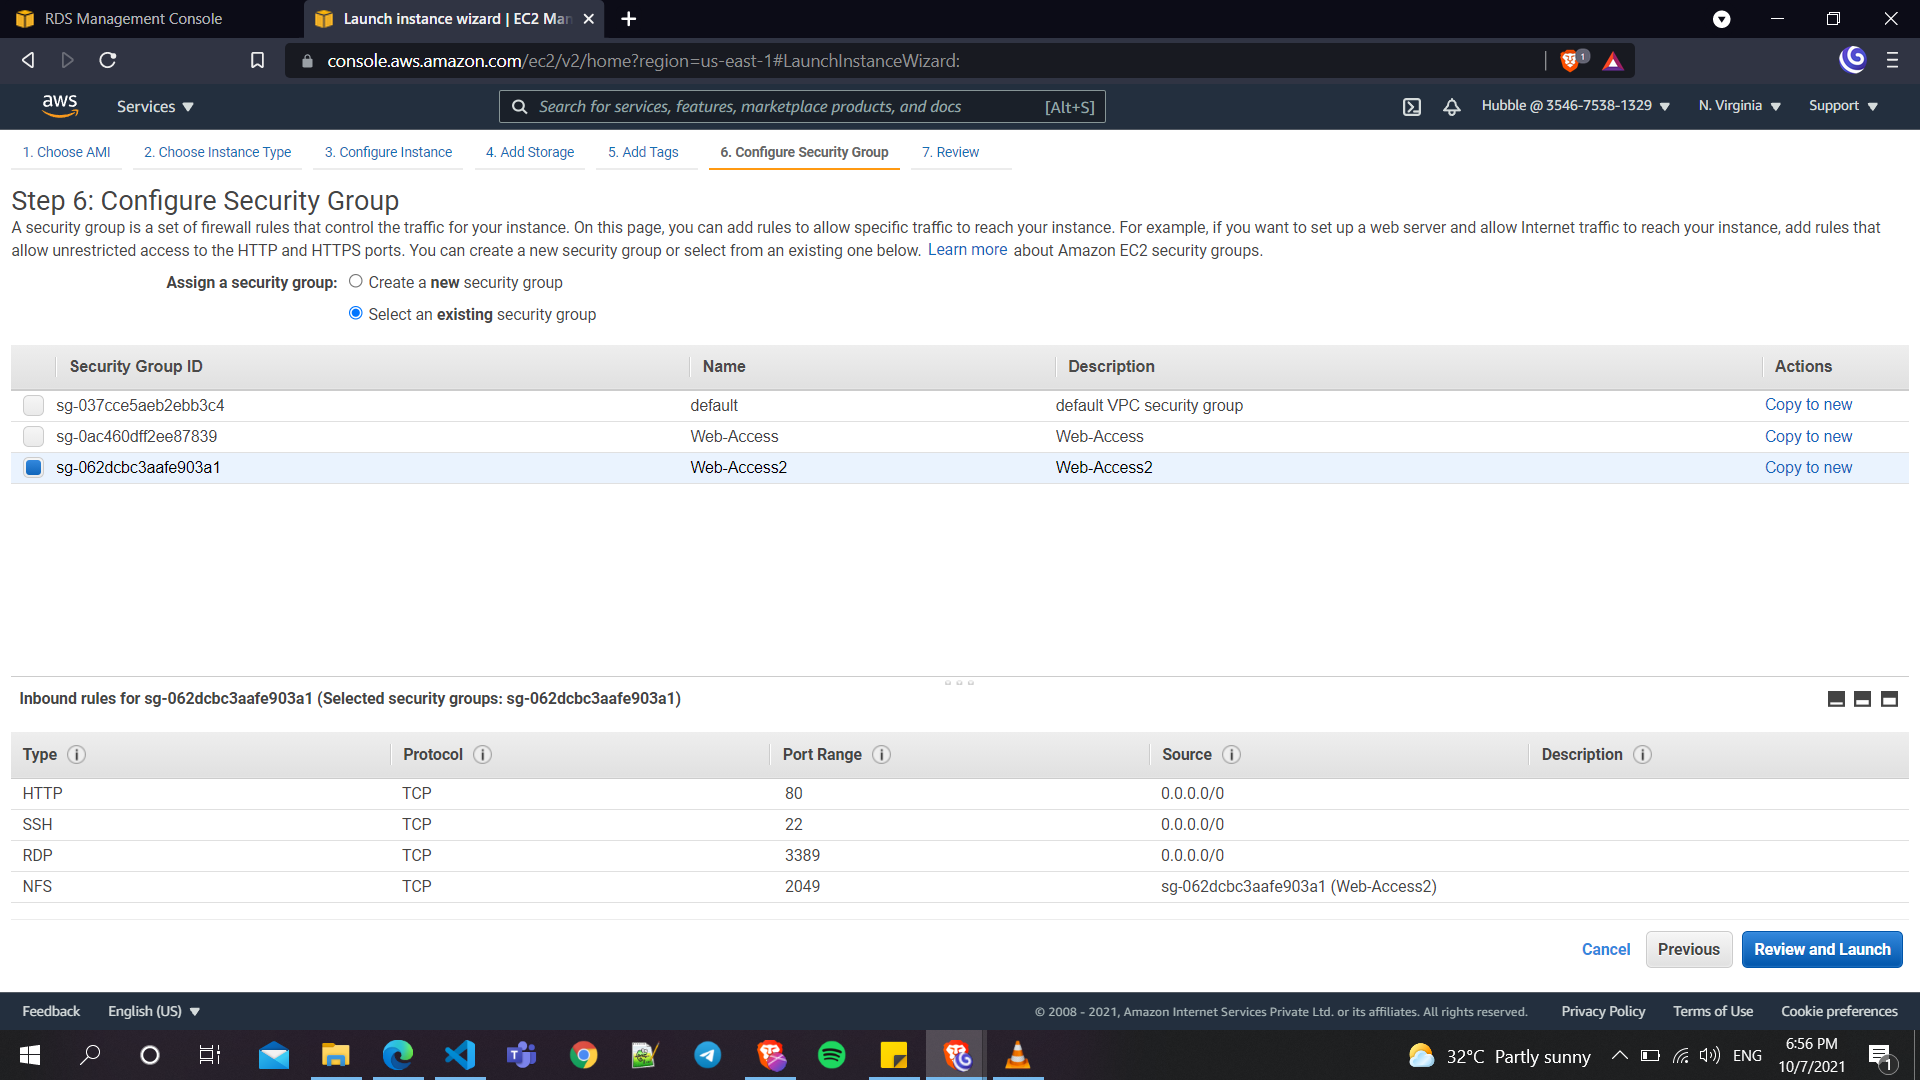 RDS Management Console
Launch instance wizard | EC2 Man
console.aws.amazon.com/ec2/v2/home?region=us-east-1#LaunchInstanceWizard:
1
aws
Services
Search for services, features, marketplace products, and docs
[Alt+S]
Hubble @ 3546-7538-1329
N. Virginia
Support
1. Choose AMI
2. Choose Instance Type
3. Configure Instance
4. Add Storage
5. Add Tags
6. Configure Security Group
7. Review
Step 6: Configure Security Group
A security group is a set of firewall rules that control the traffic for your instance. On this page, you can add rules to allow specific traffic to reach your instance. For example, if you want to set up a web server and allow Internet traffic to reach your instance, add rules that
allow unrestricted access to the HTTP and HTTPS ports. You can create a new security group or select from an existing one below. Learn more about Amazon EC2 security groups.
Assign a security group: Create a new security group
Select an existing security group
Security Group ID Name Description Actions
sg-037cce5aeb2ebb3c4 default default VPC security group Copy to new
sg-0ac460dff2ee87839 Web-Access Web-Access Copy to new
sg-062dcbc3aafe903a1 Web-Access2 Web-Access2 Copy to new
Inbound rules for sg-062dcbc3aafe903a1 (Selected security groups: sg-062dcbc3aafe903a1)
Type Protocol Port Range Source Description
HTTP TCP 80 0.0.0.0/0
SSH TCP 22 0.0.0.0/0
RDP TCP 3389 0.0.0.0/0
NFS TCP 2049 sg-062dcbc3aafe903a1 (Web-Access2)
Cancel Previous Review and Launch
Feedback English (US) © 2008 - 2021, Amazon Internet Services Private Ltd. or its affiliates. All rights reserved. Privacy Policy Terms of Use Cookie preferences
32°C Partly sunny
ENG
6:56 PM
10/7/2021
1